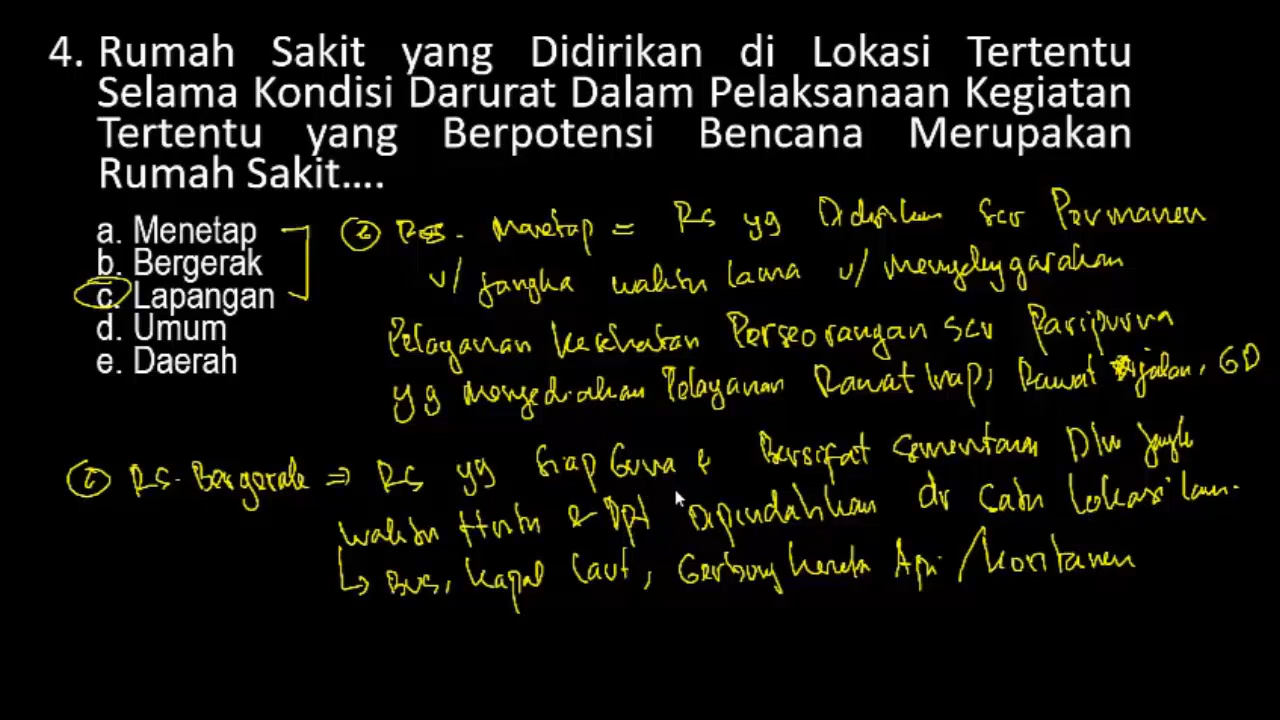 4. Rumah Sakit yang Didirikan di Lokasi Tertentu
Selama Kondisi Darurat Dalam Pelaksanaan Kegiatan
Tertentu yang Berpotensi Bencana Merupakan
Rumah Sakit....
a. Menetap
b. Bergerak
c. Lapangan
d. Umum
e. Daerah
② RS. Menetap = RS yg Didirikan scr Permanen
u/ jangka waktu lama u/ menyelenggarakan
Pelayanan kesehatan Perseorangan scr Paripurna
yg menyediakan Pelayanan Rawat Inap, Rawat jalan, GD
RS. Bergerak ⇒ RS yg Siap Guna & Bersifat Sementara Dlm jangka
waktu & Dpt Dipindahkan dr Satu Lokasi lain.
↳ Bus, Kapal Laut, Gerbong kereta Api / kontainer